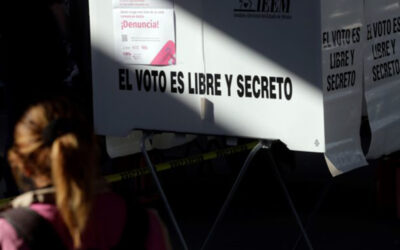 ¡Denuncia!
IEEM
EL VOTO ES LIBRE Y SECRETO
EL VOTO ES
LIBRE Y
SECRETO
EL VOTO ES
LIBRE Y
SECRETO